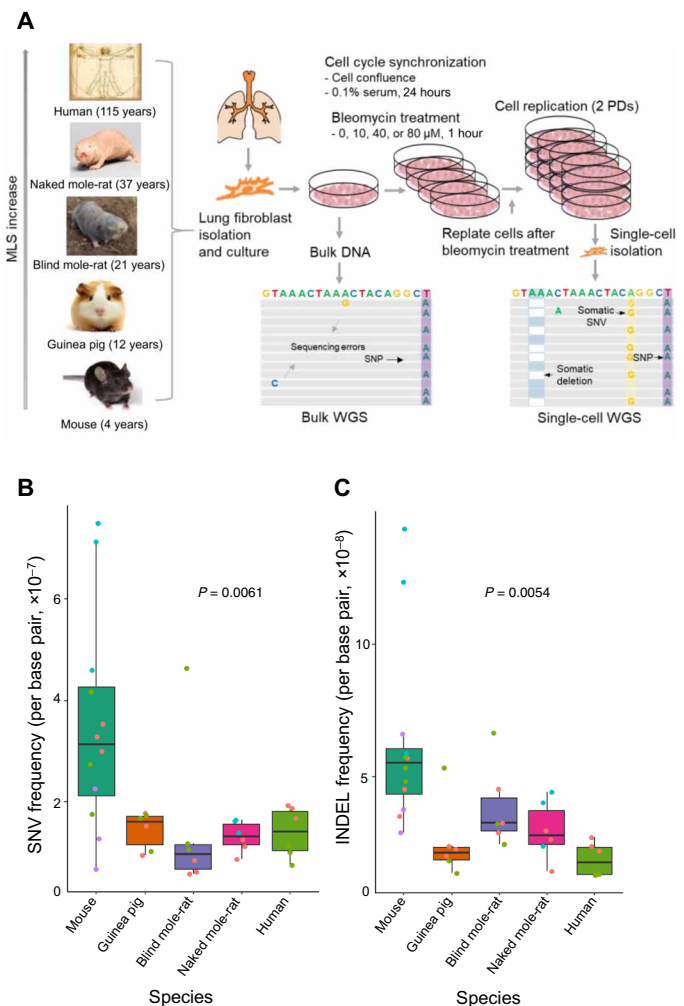 A
MLS increase
Human (115 years)
Naked mole-rat (37 years)
Blind mole-rat (21 years)
Guinea pig (12 years)
Mouse (4 years)
Lung fibroblast
isolation
and culture
Cell cycle synchronization
- Cell confluence
- 0.1% serum, 24 hours
Bleomycin treatment
- 0, 10, 40, or 80 μM, 1 hour
Cell replication (2 PDs)
Bulk DNA
Replate cells after
bleomycin treatment
Single-cell
isolation
GTAAACTAAACTACAGGCT
G
A
A
Sequencing errors
SNP
A
A
C
A
A
A
Bulk WGS
GTAAACTAAACTACAGGCT
A
Somatic
SNV
G
G
G
G
G
G
SNP
A
A
A
A
A
A
Somatic
deletion
Single-cell WGS
B
SNV frequency (per base pair, ×10−7)
6
4
2
0
P = 0.0061
Mouse
Guinea pig
Blind mole-rat
Naked mole-rat
Human
Species
C
INDEL frequency (per base pair, ×10−8)
10
5
0
P = 0.0054
Mouse
Guinea pig
Blind mole-rat
Naked mole-rat
Human
Species